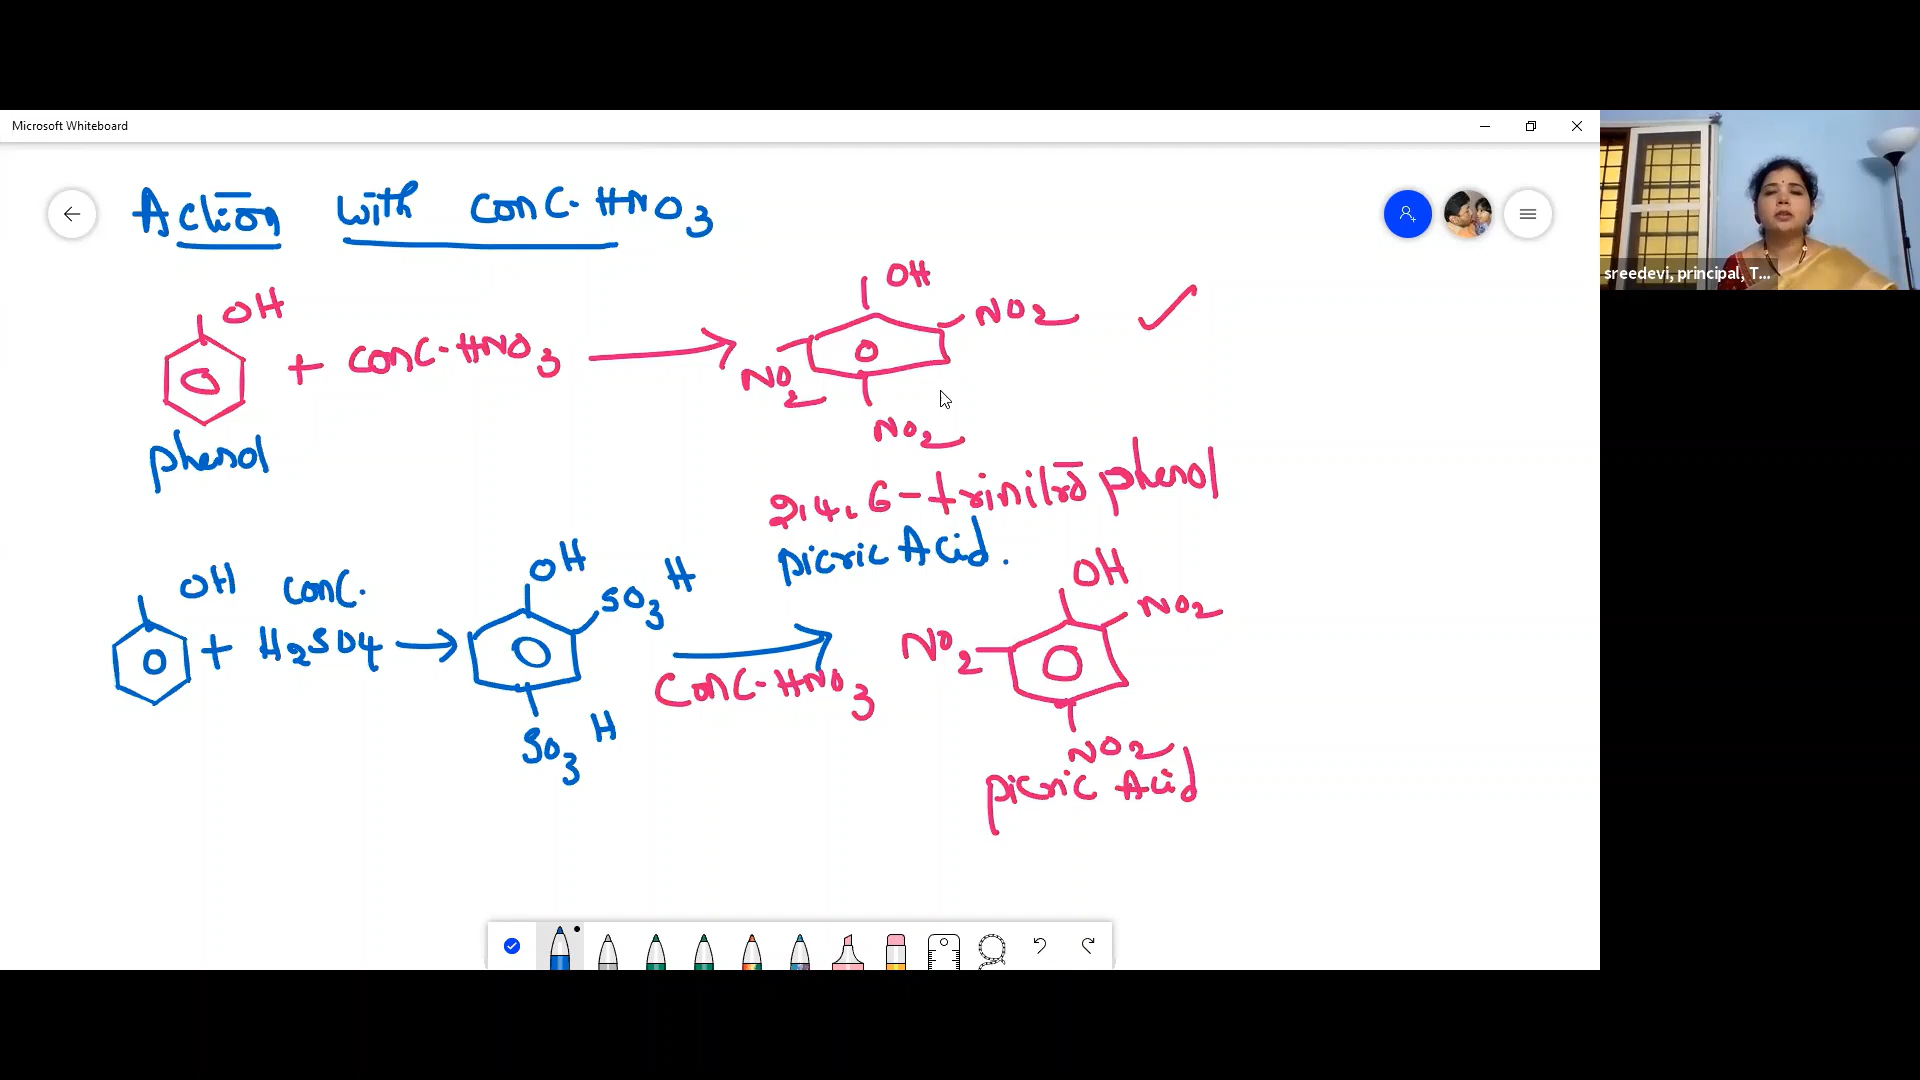 Microsoft Whiteboard
Action with conc. HNO3
OH
+ conc. HNO3
phenol
OH
NO2
NO2
NO2
2,4,6-trinitro phenol
picric Acid.
sreedevi, principal, T...
OH conc.
+ H2SO4
OH
SO3H
SO3H
conc. HNO3
OH
NO2
NO2
NO2
picric Acid